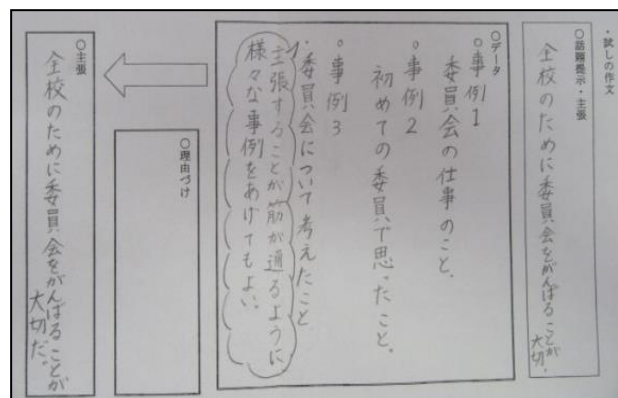 ・試しの作文
○話題提示・主張
全校のために委員会をがんばることが
大切。
○データ
○事例1
委員会の仕事のこと。
○事例2
初めての委員会で思ったこと。
○事例3
・委員会について考えたこと
主張することが筋が通るように
様々な事例をあげてもよい。
○理由づけ
○主張
全校のために委員会をがんばることが
大切だ。